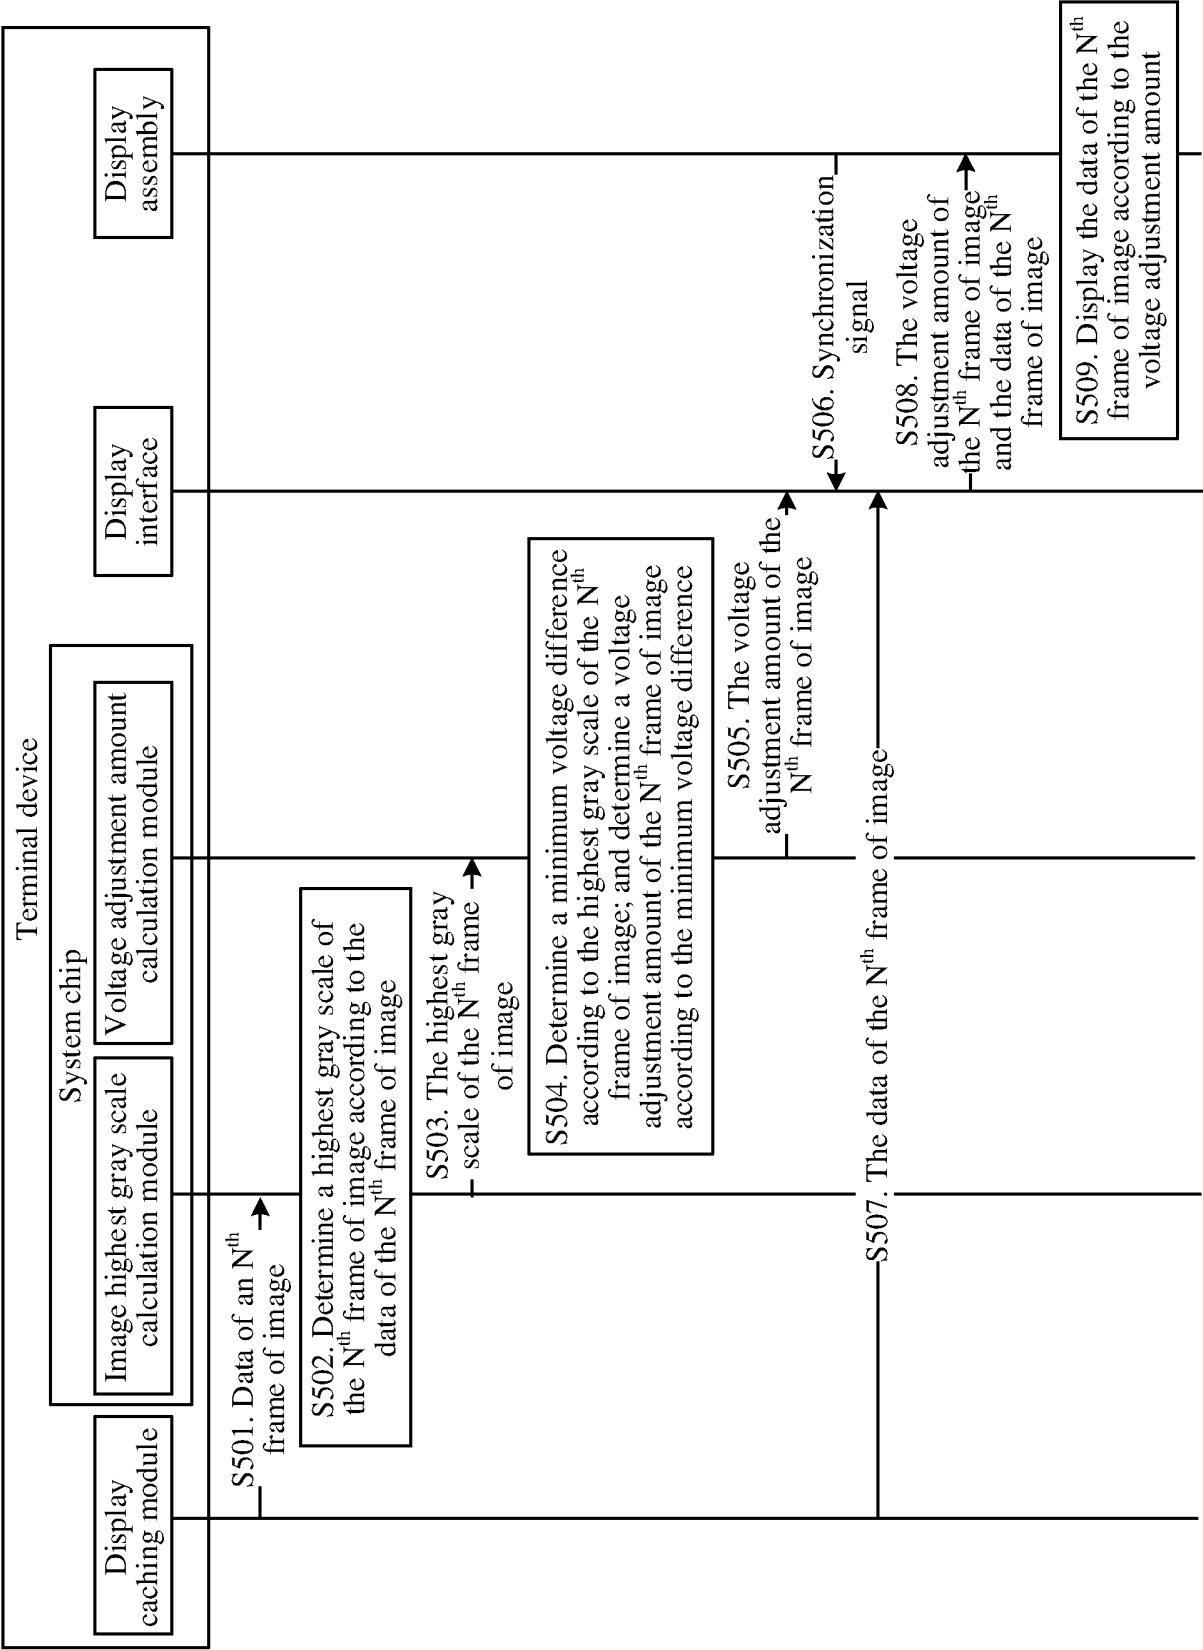 Terminal device
System chip
Display
caching module
Image highest gray scale
calculation module
Voltage adjustment amount
calculation module
Display
interface
Display
assembly
S501. Data of an Nth
frame of image
S502. Determine a highest gray scale of
the Nth frame of image according to the
data of the Nth frame of image
S503. The highest gray
scale of the Nth frame
of image
S504. Determine a minimum voltage difference
according to the highest gray scale of the Nth
frame of image; and determine a voltage
adjustment amount of the Nth frame of image
according to the minimum voltage difference
S505. The voltage
adjustment amount of the
Nth frame of image
S506. Synchronization
signal
S507. The data of the Nth frame of image
S508. The voltage
adjustment amount of
the Nth frame of image
and the data of the Nth
frame of image
S509. Display the data of the Nth
frame of image according to the
voltage adjustment amount